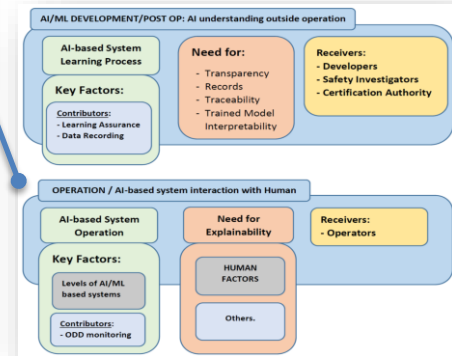 AI/ML DEVELOPMENT/POST OP: AI understanding outside operation
AI-based System
Learning Process
Key Factors:
Contributors:
- Learning Assurance
- Data Recording
Need for:
- Transparency
- Records
- Traceability
- Trained Model
Interpretability
Receivers:
- Developers
- Safety Investigators
- Certification Authority
OPERATION / AI-based system interaction with Human
AI-based System
Operation
Key Factors:
Levels of AI/ML
based systems
Contributors:
- ODD monitoring
Need for
Explainability
HUMAN
FACTORS
Others.
Receivers:
- Operators